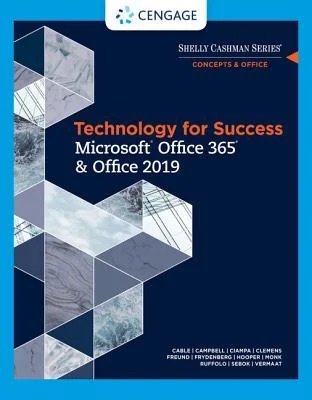 CENGAGE
SHELLY CASHMAN SERIES®
CONCEPTS & OFFICE
Technology for Success
Microsoft® Office 365®
& Office 2019
CABLE | CAMPBELL | CIAMPA | CLEMENS
FREUND | FRYDENBERG | HOOPER | MONK
RUFFOLO | SEBOK | VERMAAT